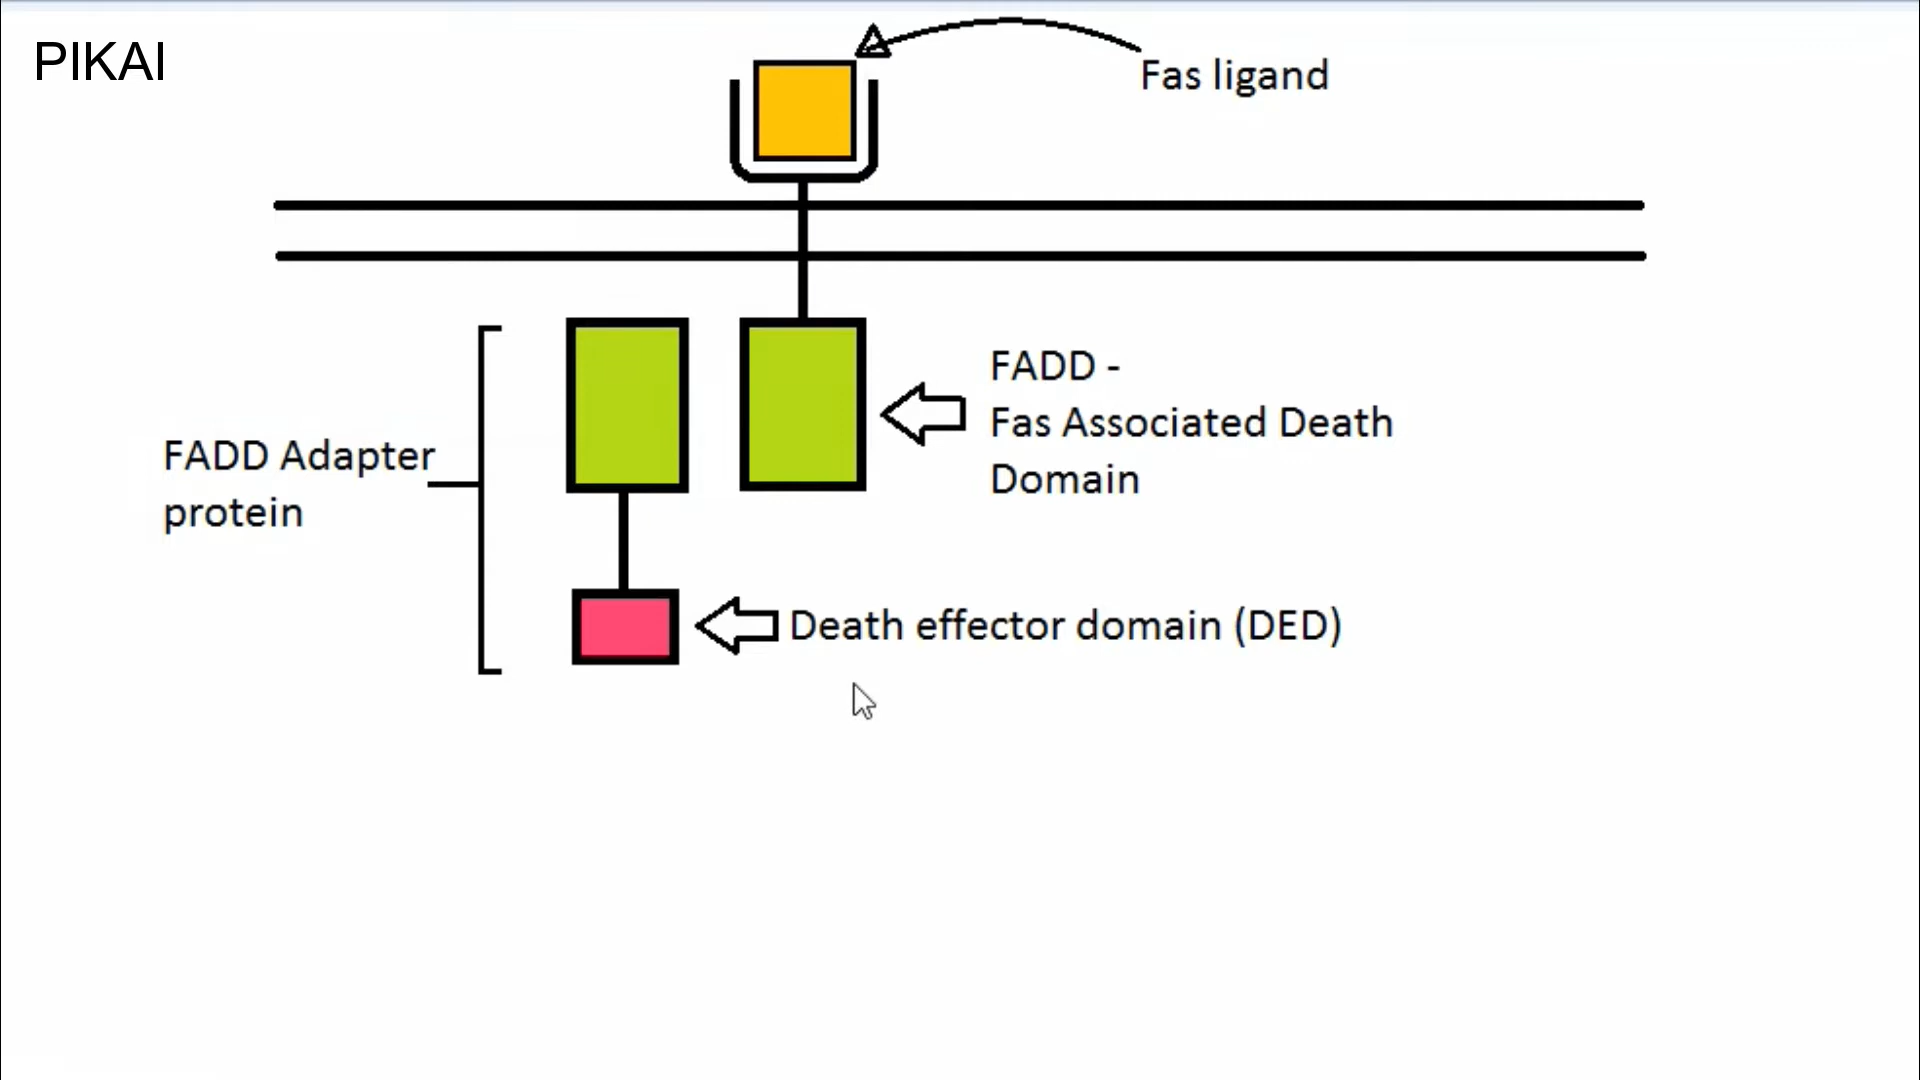 PIKAI
Fas ligand
FADD -
Fas Associated Death
Domain
FADD Adapter
protein
Death effector domain (DED)